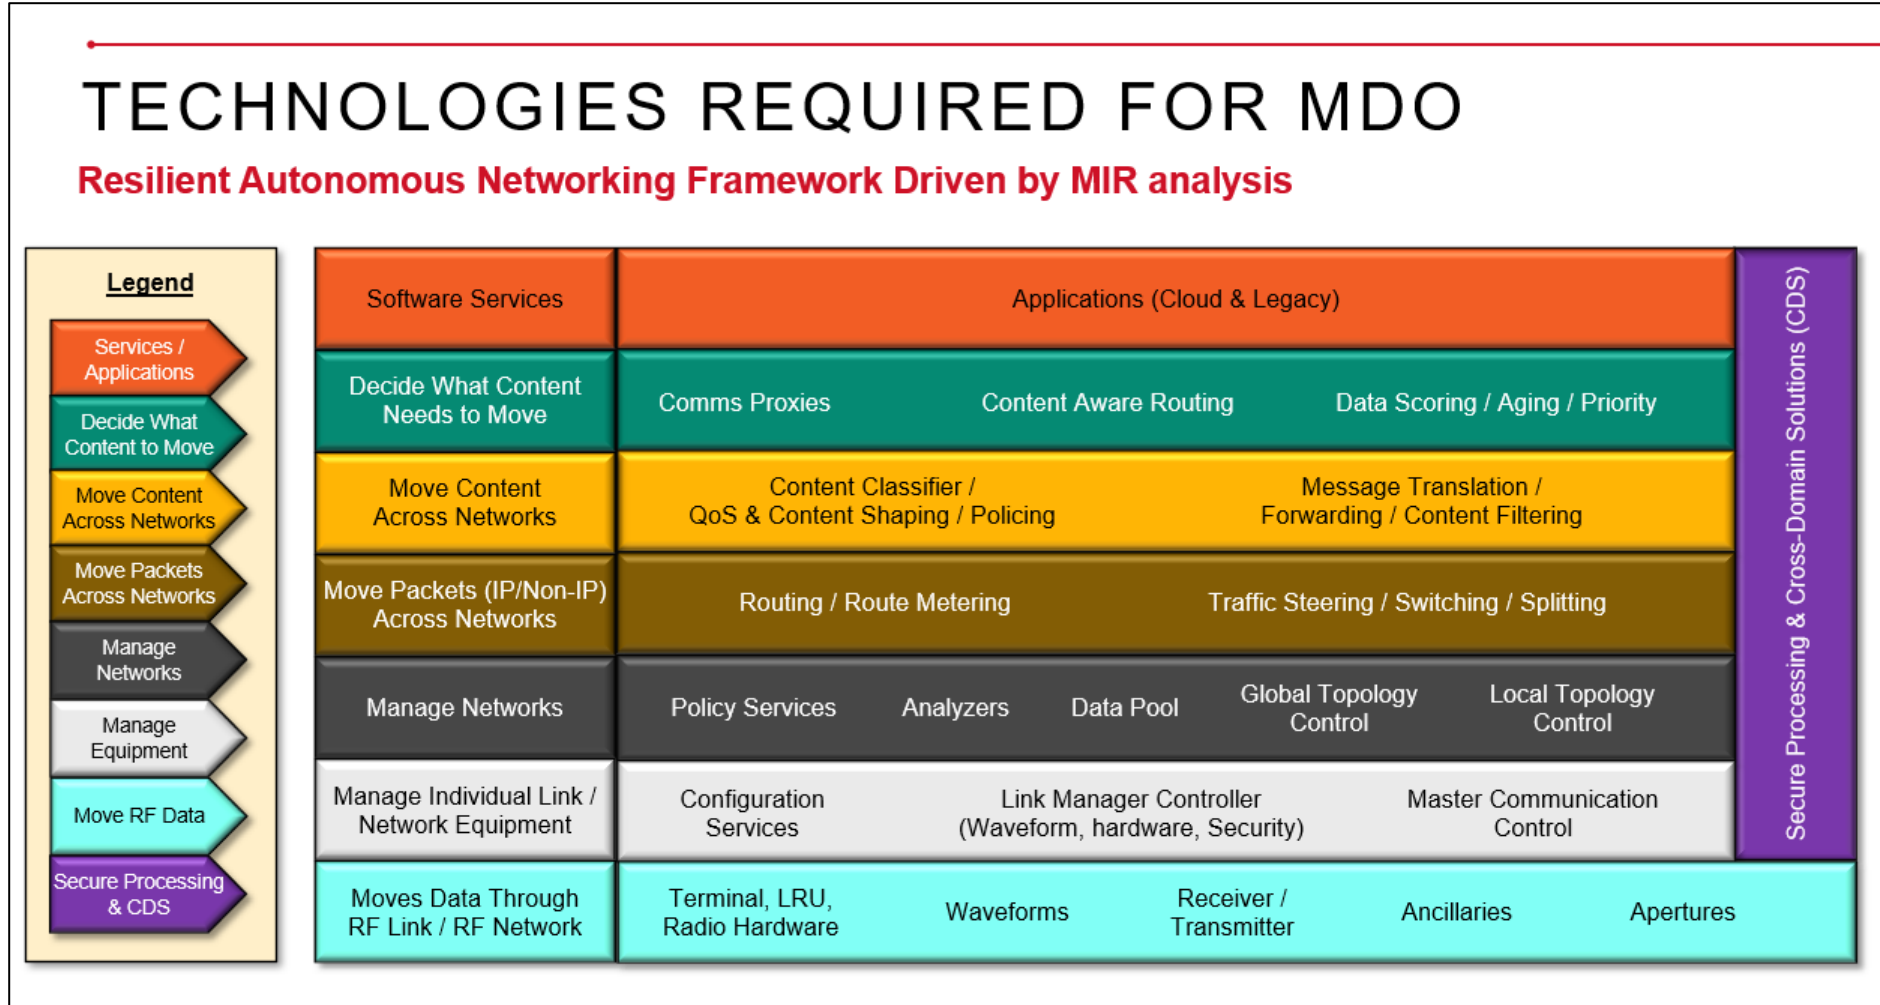 TECHNOLOGIES REQUIRED FOR MDO
Resilient Autonomous Networking Framework Driven by MIR analysis
Legend
Services /
Applications
Decide What
Content to Move
Move Content
Across Networks
Move Packets
Across Networks
Manage
Networks
Manage
Equipment
Move RF Data
Secure Processing
& CDS
Software Services
Applications (Cloud & Legacy)
Decide What Content
Needs to Move
Comms Proxies
Content Aware Routing
Data Scoring / Aging / Priority
Move Content
Across Networks
Content Classifier /
QoS & Content Shaping / Policing
Message Translation /
Forwarding / Content Filtering
Move Packets (IP/Non-IP)
Across Networks
Routing / Route Metering
Traffic Steering / Switching / Splitting
Manage Networks
Policy Services
Analyzers
Data Pool
Global Topology
Control
Local Topology
Control
Manage Individual Link /
Network Equipment
Configuration
Services
Link Manager Controller
(Waveform, hardware, Security)
Master Communication
Control
Moves Data Through
RF Link / RF Network
Terminal, LRU,
Radio Hardware
Waveforms
Receiver /
Transmitter
Ancillaries
Apertures
Secure Processing & Cross-Domain Solutions (CDS)